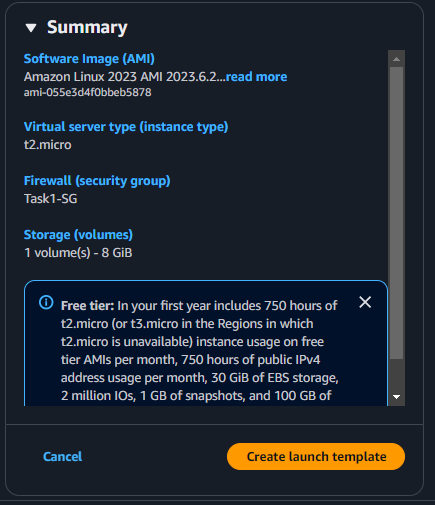 Summary
Software Image (AMI)
Amazon Linux 2023 AMI 2023.6.2...read more
ami-055e3d4f0bbeb5878
Virtual server type (instance type)
t2.micro
Firewall (security group)
Task1-SG
Storage (volumes)
1 volume(s) - 8 GiB
Free tier: In your first year includes 750 hours of
t2.micro (or t3.micro in the Regions in which
t2.micro is unavailable) instance usage on free
tier AMIs per month, 750 hours of public IPv4
address usage per month, 30 GiB of EBS storage,
2 million IOs, 1 GB of snapshots, and 100 GB of
Cancel
Create launch template